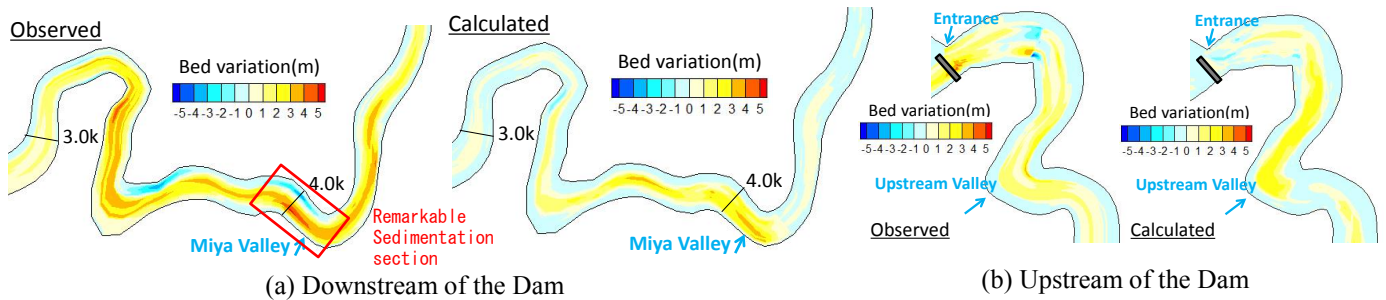 Observed
Bed variation(m)
-5-4-3-2-1 0 1 2 3 4 5
3.0k
4.0k
Miya Valley
Remarkable
Sedimentation
section
Calculated
Bed variation(m)
-5-4-3-2-1 0 1 2 3 4 5
3.0k
4.0k
Miya Valley
(a) Downstream of the Dam
Entrance
Bed variation(m)
-5-4-3-2-1 0 1 2 3 4 5
Upstream Valley
Observed
Entrance
Bed variation(m)
-5-4-3-2-1 0 1 2 3 4 5
Upstream Valley
Calculated
(b) Upstream of the Dam